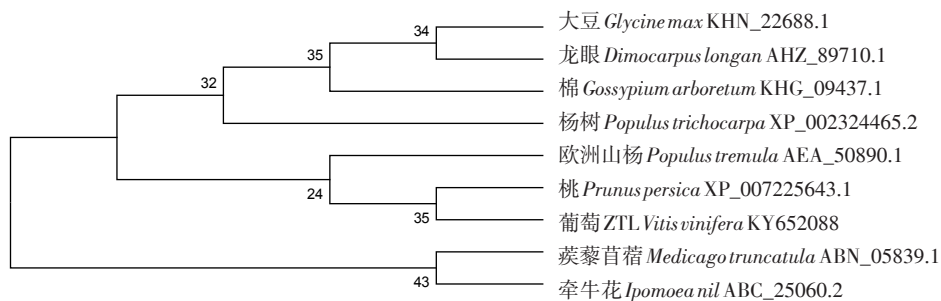 大豆 Glycine max KHN_22688.1
34
龙眼 Dimocarpus longan AHZ_89710.1
35
32
棉 Gossypium arboretum KHG_09437.1
杨树 Populus trichocarpa XP_002324465.2
欧洲山杨 Populus tremula AEA_50890.1
24
桃 Prunus persica XP_007225643.1
35
葡萄 ZTL Vitis vinifera KY652088
蒺藜苜蓿 Medicago truncatula ABN_05839.1
43
牵牛花 Ipomoea nil ABC_25060.2